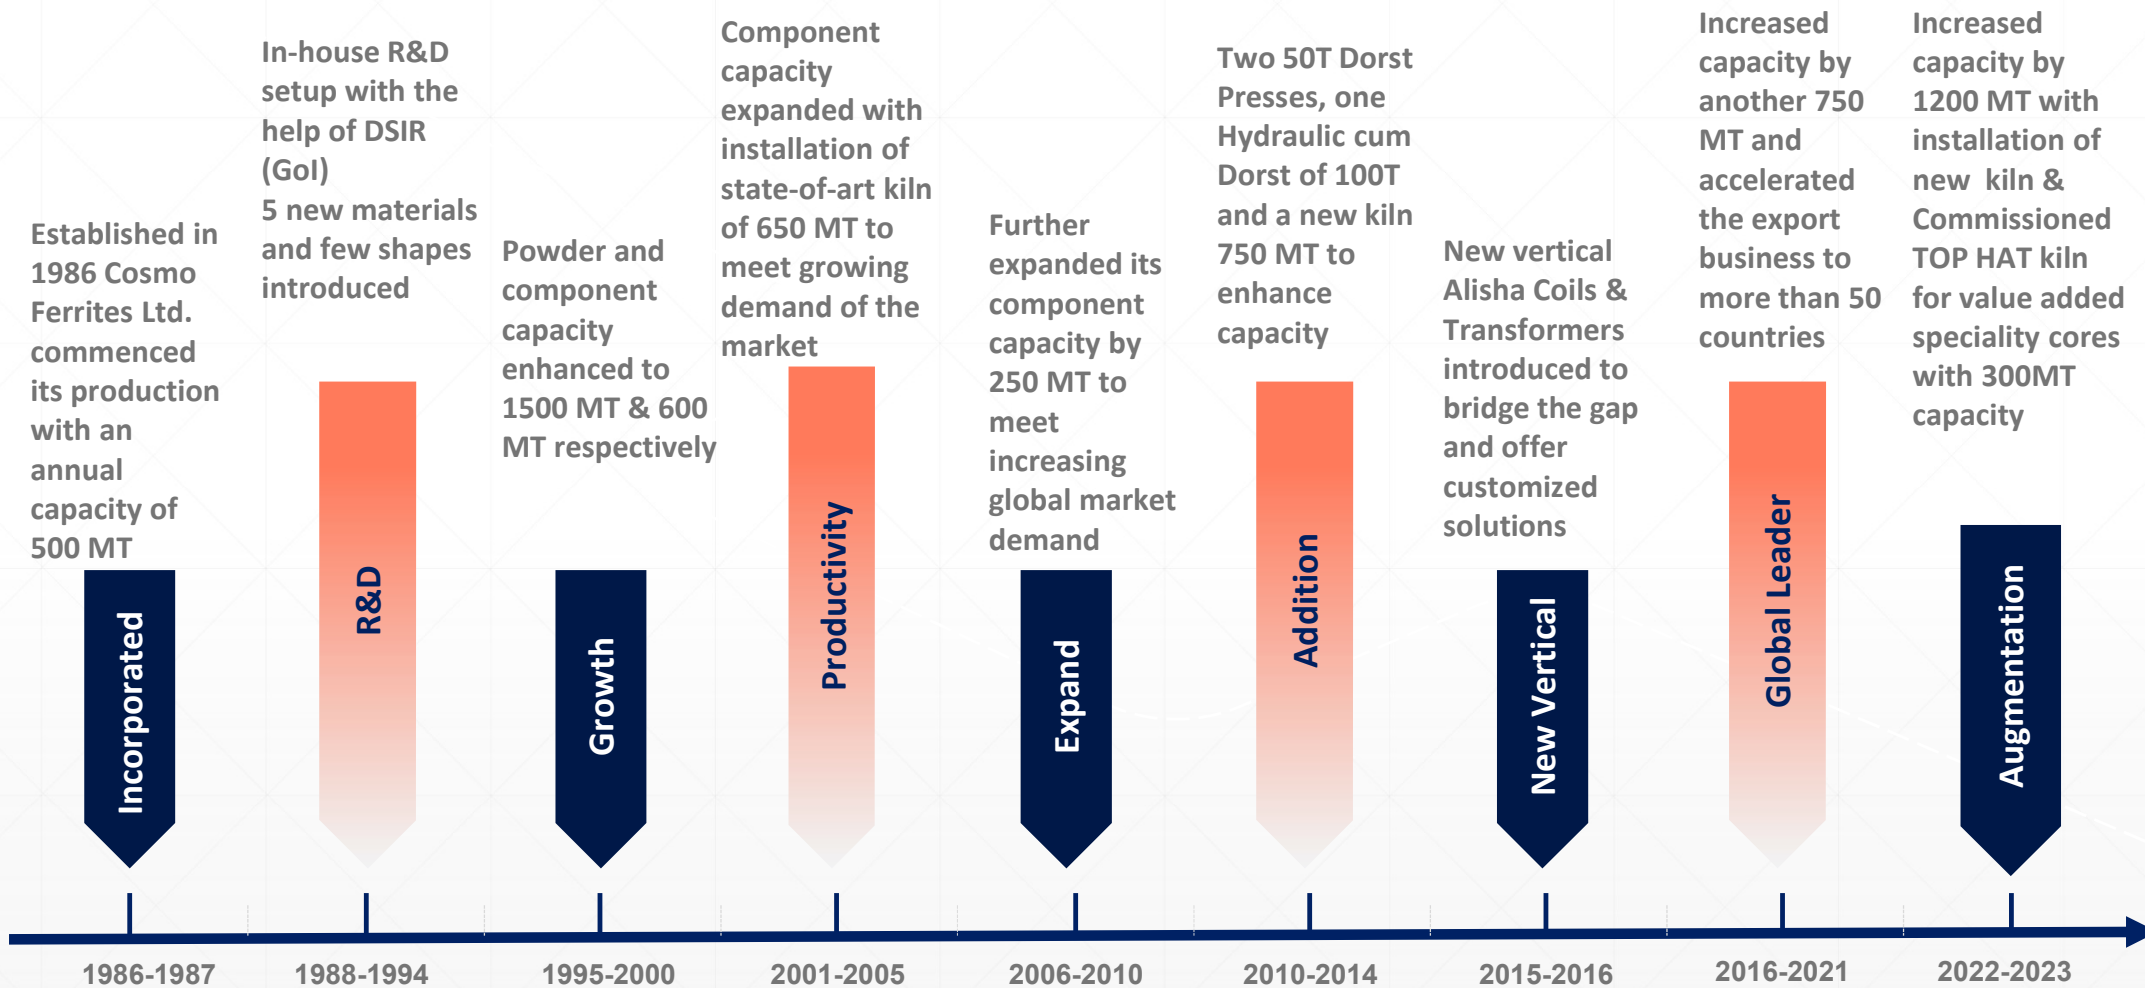 Established in
1986 Cosmo
Ferrites Ltd.
commenced
its production
with an
annual
capacity of
500 MT
In-house R&D
setup with the
help of DSIR
(GoI)
5 new materials
and few shapes
introduced
Powder and
component
capacity
enhanced to
1500 MT & 600
MT respectively
Component
capacity
expanded with
installation of
state-of-art kiln
of 650 MT to
meet growing
demand of the
market
Further
expanded its
component
capacity by
250 MT to
meet
increasing
global market
demand
Two 50T Dorst
Presses, one
Hydraulic cum
Dorst of 100T
and a new kiln
750 MT to
enhance
capacity
New vertical
Alisha Coils &
Transformers
introduced to
bridge the gap
and offer
customized
solutions
Increased
capacity by
another 750
MT and
accelerated
the export
business to
more than 50
countries
Increased
capacity by
1200 MT with
installation of
new  kiln &
Commissioned
TOP HAT kiln
for value added
speciality cores
with 300MT
capacity
Incorporated
R&D
Growth
Productivity
Expand
Addition
New Vertical
Global Leader
Augmentation
1986-1987
1988-1994
1995-2000
2001-2005
2006-2010
2010-2014
2015-2016
2016-2021
2022-2023